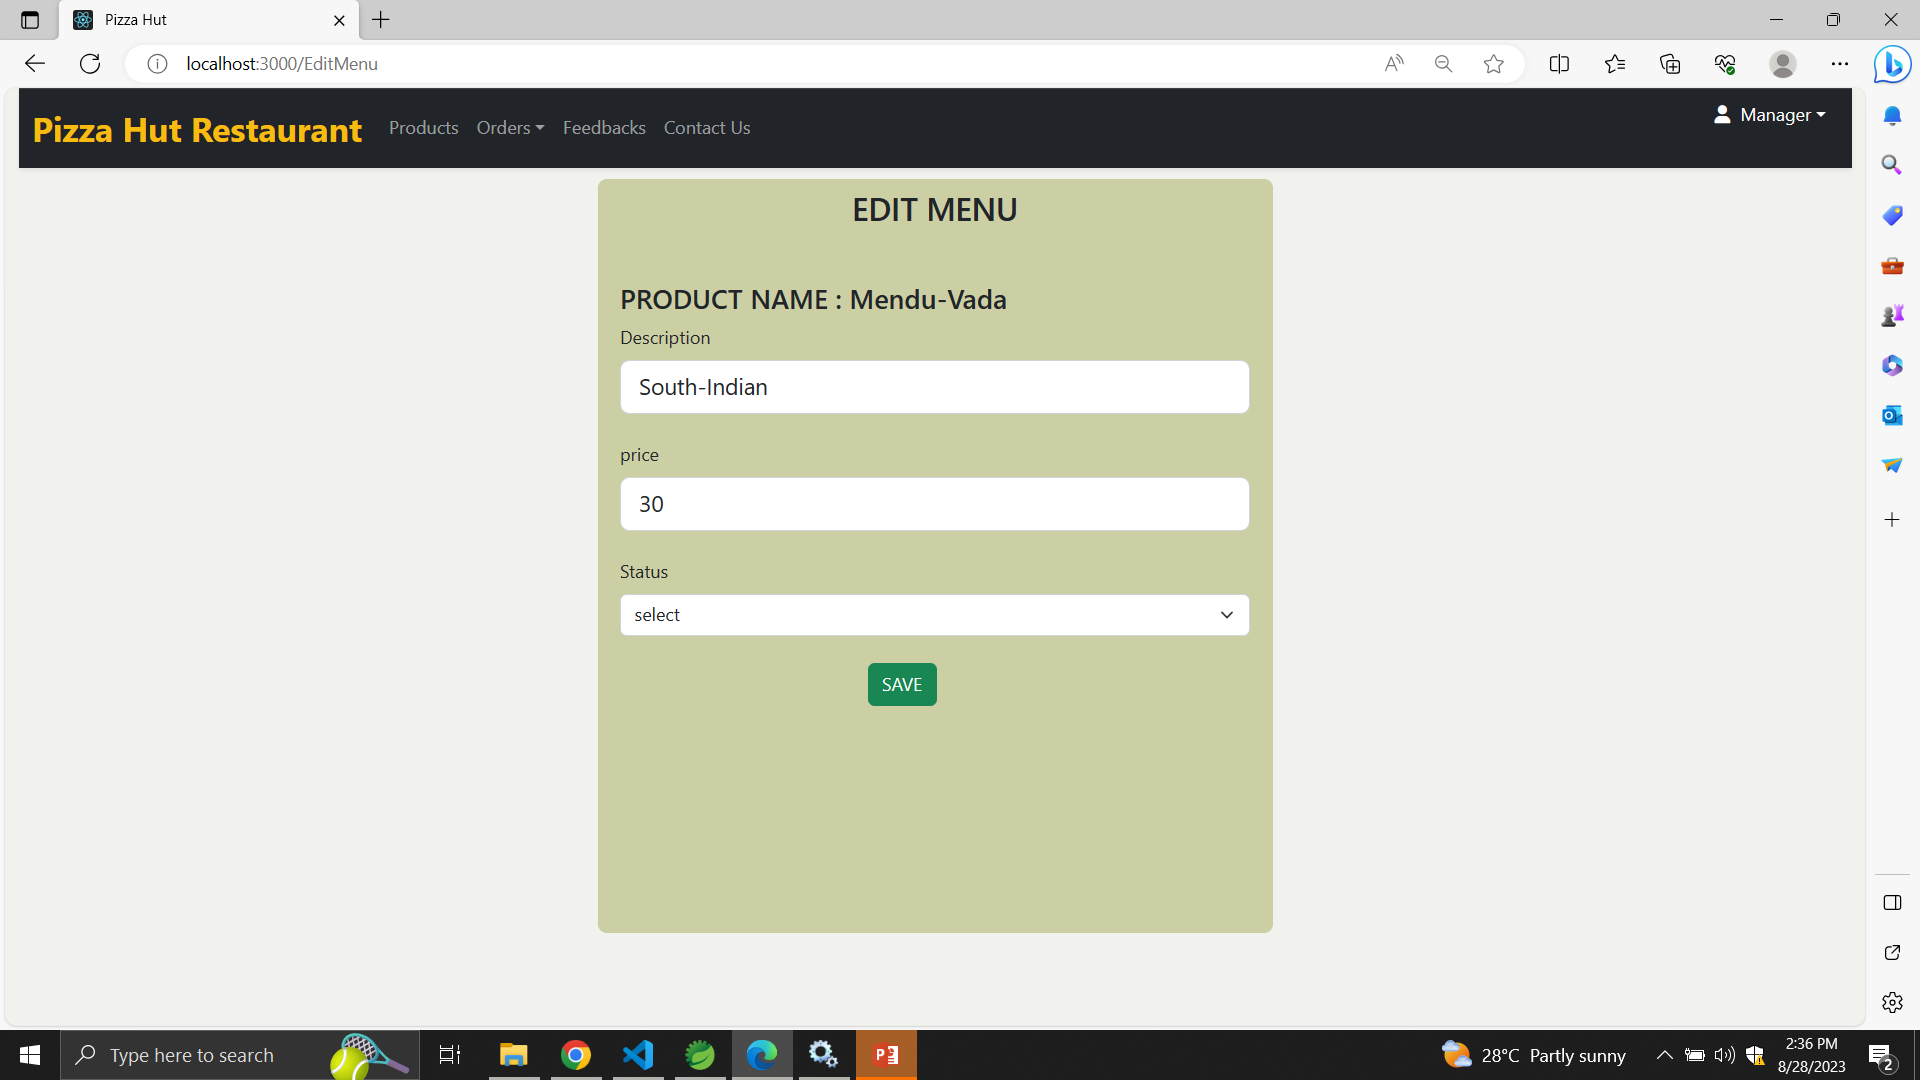 Pizza Hut
localhost:3000/EditMenu
Pizza Hut Restaurant Products Orders Feedbacks Contact Us Manager
EDIT MENU
PRODUCT NAME : Mendu-Vada
Description
South-Indian
price
30
Status
select
SAVE
Type here to search 28°C Partly sunny 2:36 PM
8/28/2023 2